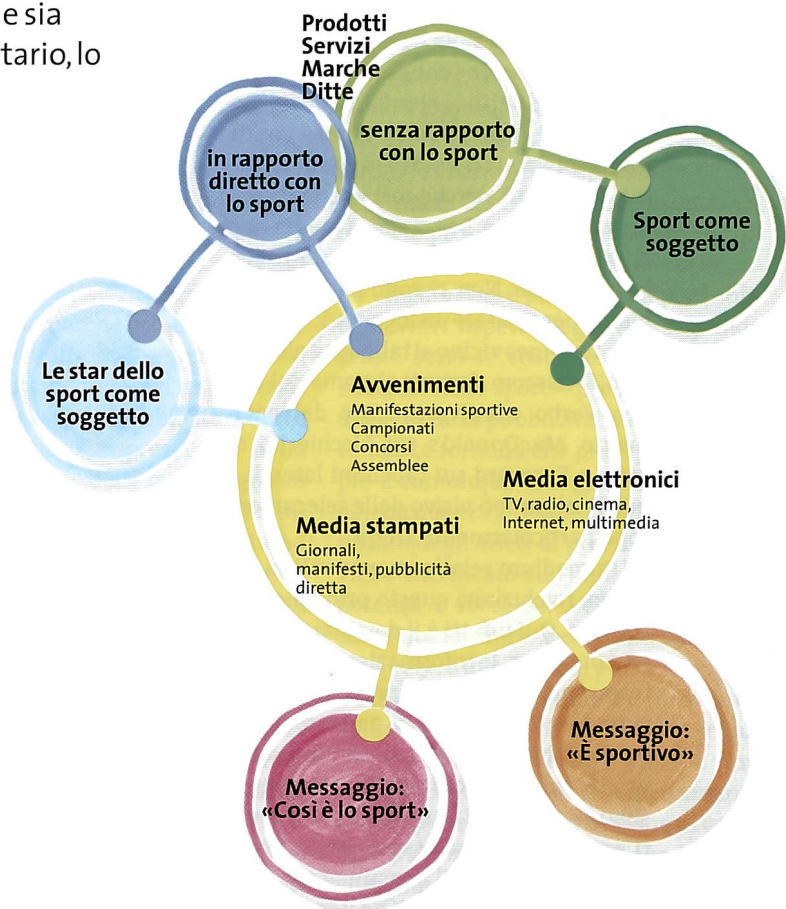 e sia
tario, lo
Prodotti
Servizi
Marche
Ditte
senza rapporto
con lo sport
in rapporto
diretto con
lo sport
Sport come
soggetto
Le star dello
sport come
soggetto
Avvenimenti
Manifestazioni sportive
Campionati
Concorsi
Assemblee
Media elettronici
TV, radio, cinema,
Internet, multimedia
Media stampati
Giornali,
manifesti, pubblicità
diretta
Messaggio:
«È sportivo»
Messaggio:
«Così è lo sport»